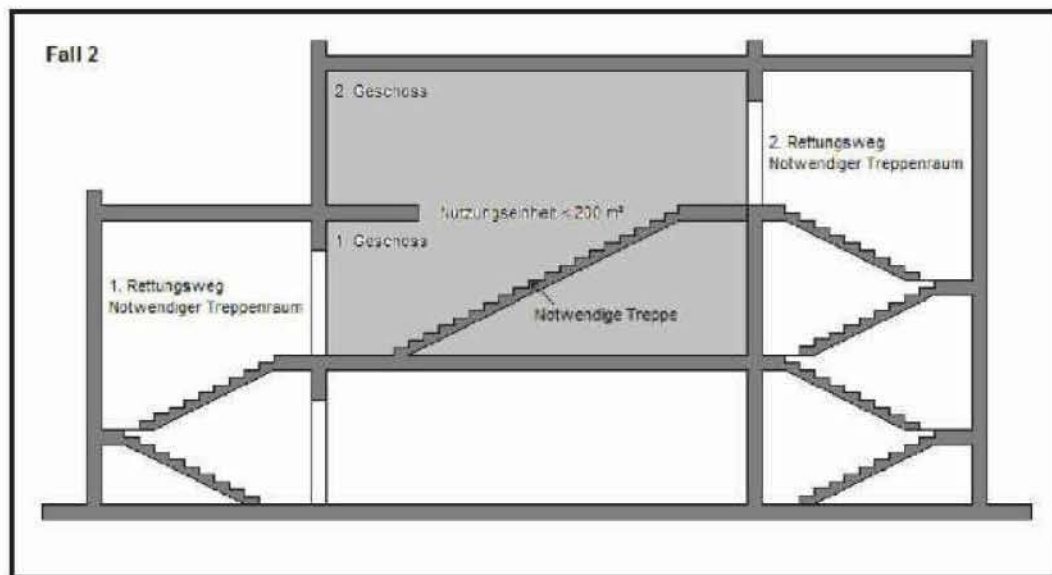 Fall 2
2. Geschoss
2. Rettungsweg
Notwendiger Treppenraum
Nutzungseinheit < 200 m²
1. Geschoss
1. Rettungsweg
Notwendiger Treppenraum
Notwendige Treppe